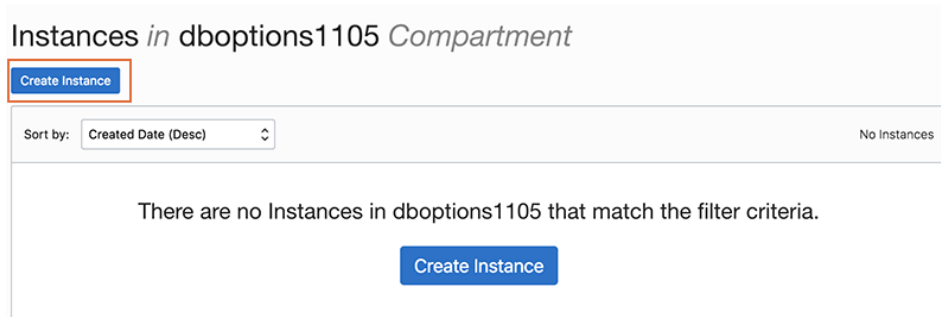 Instances in dboptions1105 Compartment
Create Instance
Sort by: Created Date (Desc) No Instances
There are no Instances in dboptions1105 that match the filter criteria.
Create Instance